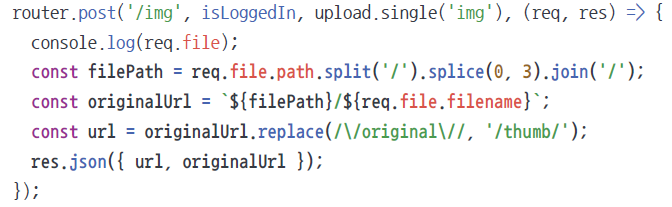 router.post('/img', isLoggedIn, upload.single('img'), (req, res) => {
  console.log(req.file);
  const filePath = req.file.path.split('/').splice(0, 3).join('/');
  const originalUrl = `${filePath}/${req.file.filename}`;
  const url = originalUrl.replace(/\/original\//, '/thumb/');
  res.json({ url, originalUrl });
});